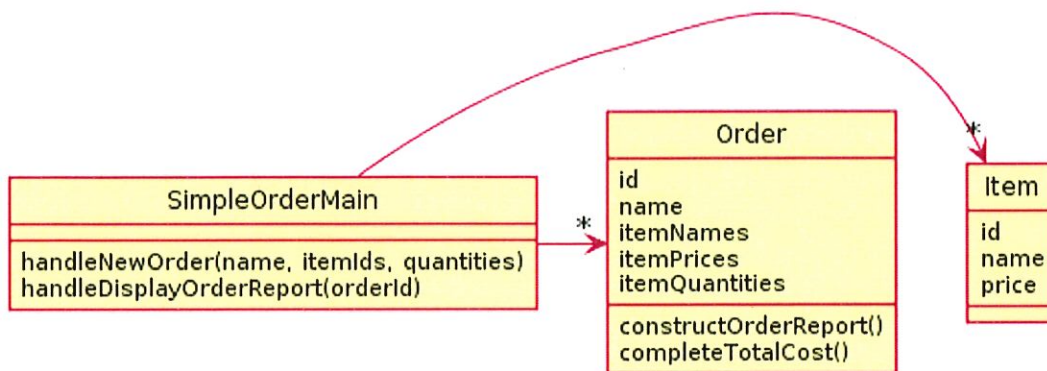 SimpleOrderMain
handleNewOrder(name, itemIds, quantities)
handleDisplayOrderReport(orderId)
*
Order
id
name
itemNames
itemPrices
itemQuantities
constructOrderReport()
completeTotalCost()
*
Item
id
name
price